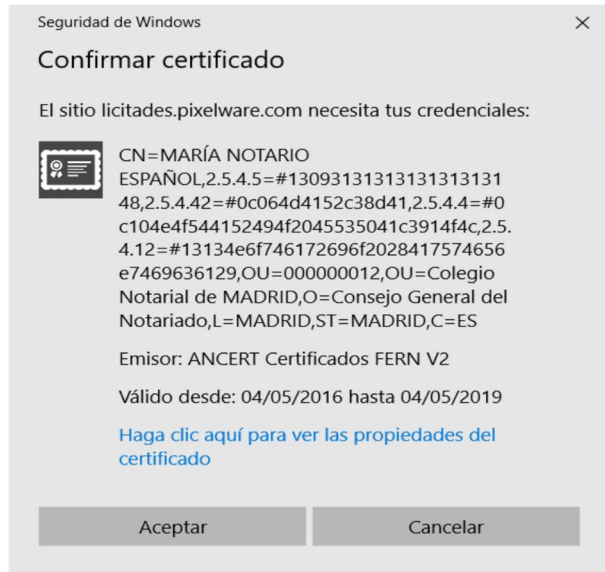 Seguridad de Windows
Confirmar certificado
El sitio licitades.pixelware.com necesita tus credenciales:
CN=MARÍA NOTARIO
ESPAÑOL,2.5.4.5=#13093131313131313131
48,2.5.4.42=#0c064d4152c38d41,2.5.4.4=#0
c104e4f544152494f2045535041c3914f4c,2.5.
4.12=#13134e6f746172696f2028417574656
e7469636129,OU=000000012,OU=Colegio
Notarial de MADRID,O=Consejo General del
Notariado,L=MADRID,ST=MADRID,C=ES
Emisor: ANCERT Certificados FERN V2
Válido desde: 04/05/2016 hasta 04/05/2019
Haga clic aquí para ver las propiedades del
certificado
Aceptar
Cancelar